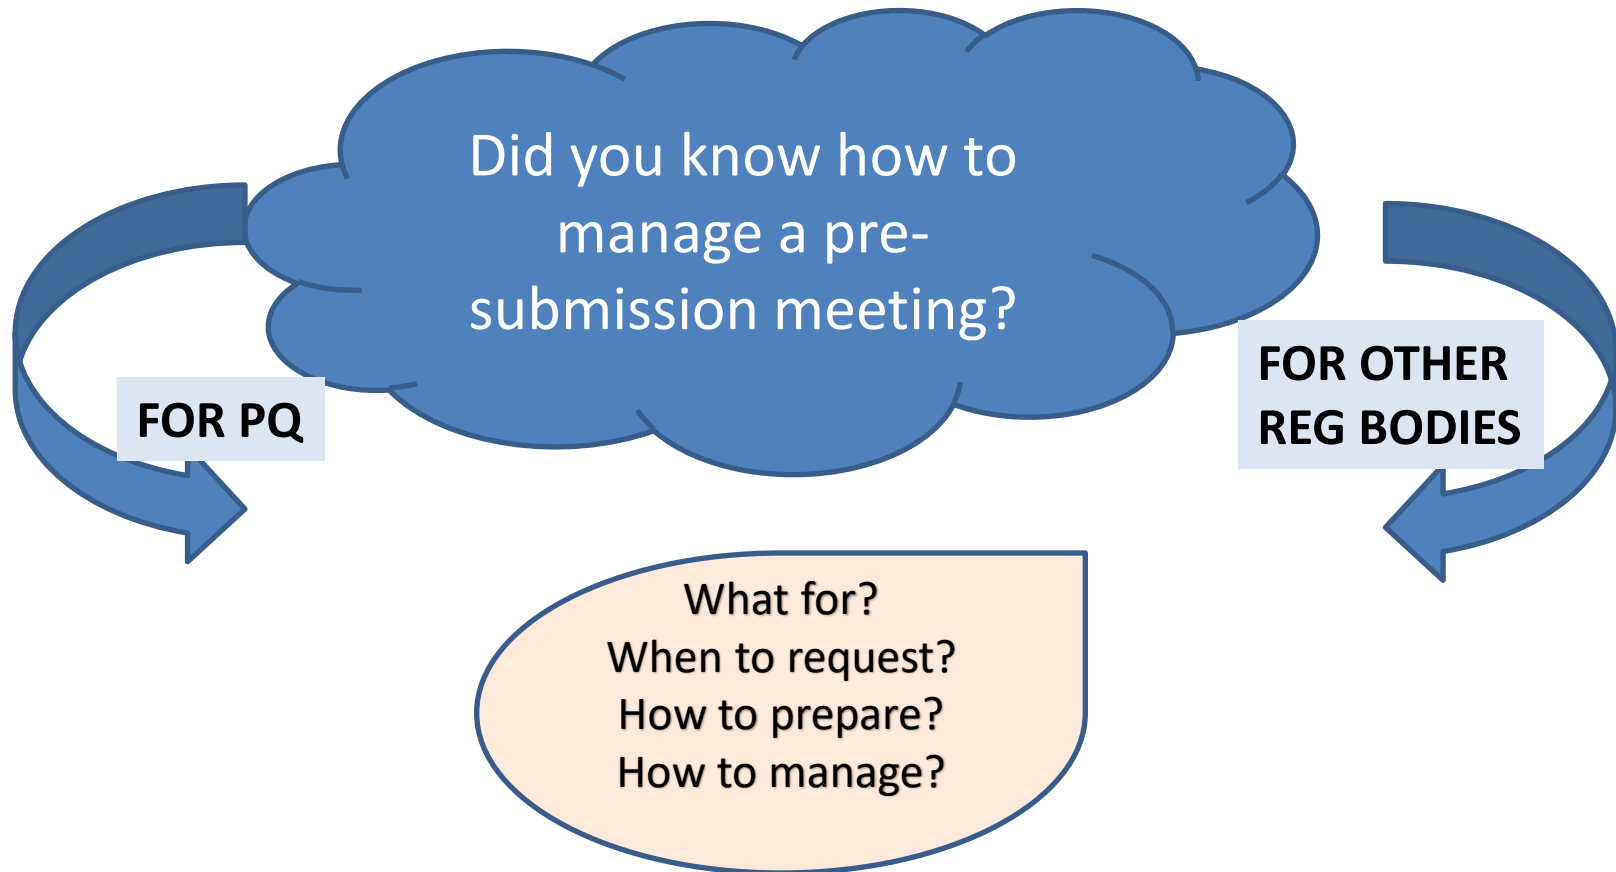 Did you know how to
manage a pre-
submission meeting?
FOR PQ
FOR OTHER
REG BODIES
What for?
When to request?
How to prepare?
How to manage?